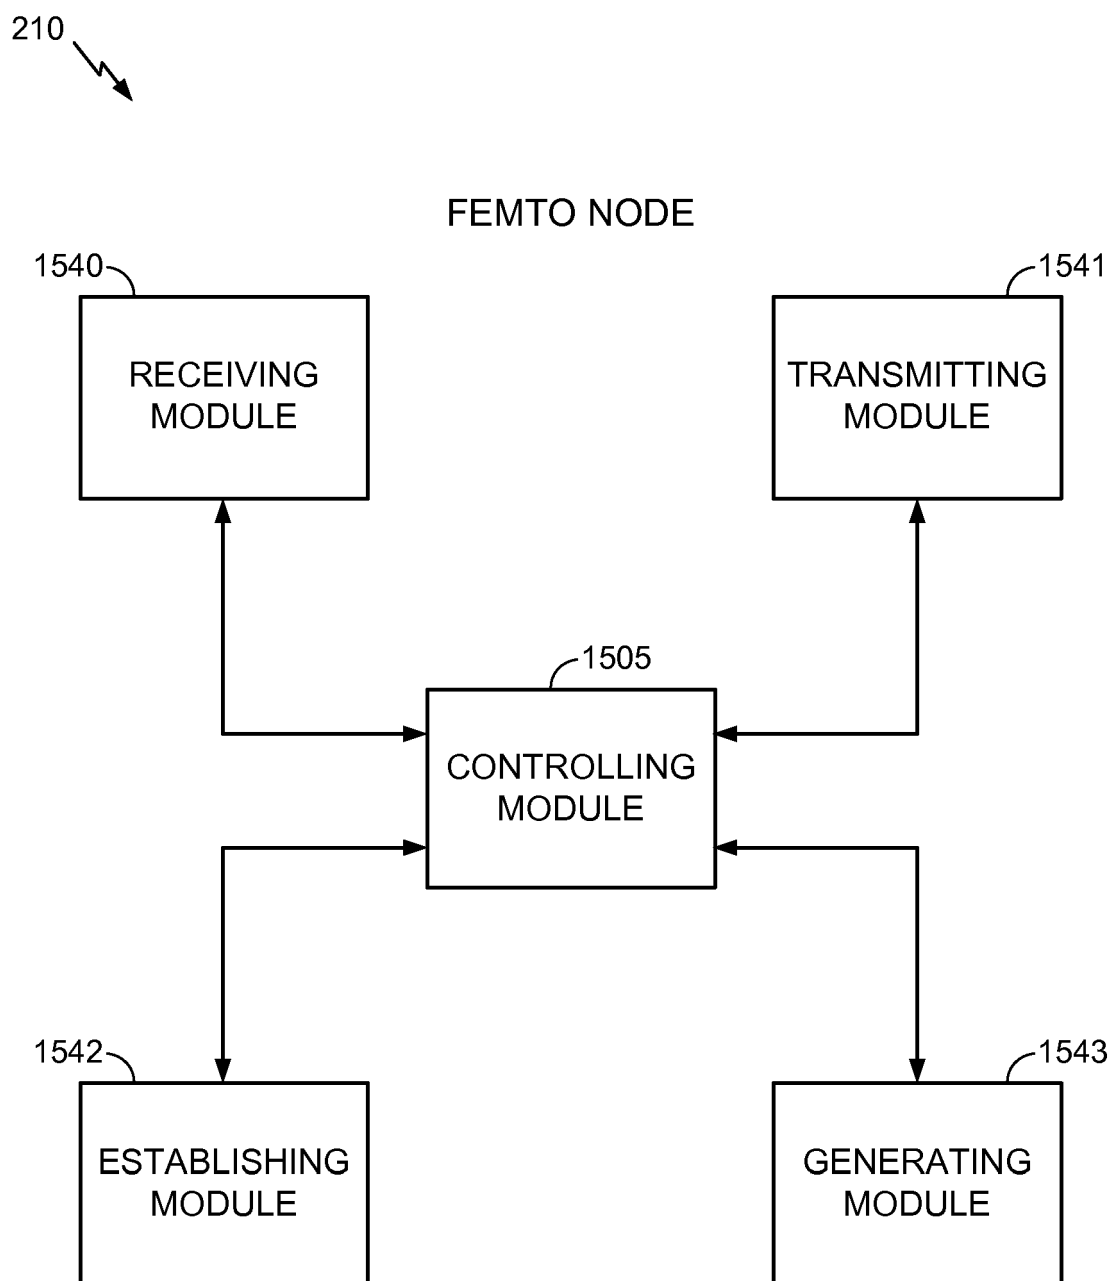 210
FEMTO NODE
1540
1541
RECEIVING
MODULE
TRANSMITTING
MODULE
1505
CONTROLLING
MODULE
1542
1543
ESTABLISHING
MODULE
GENERATING
MODULE